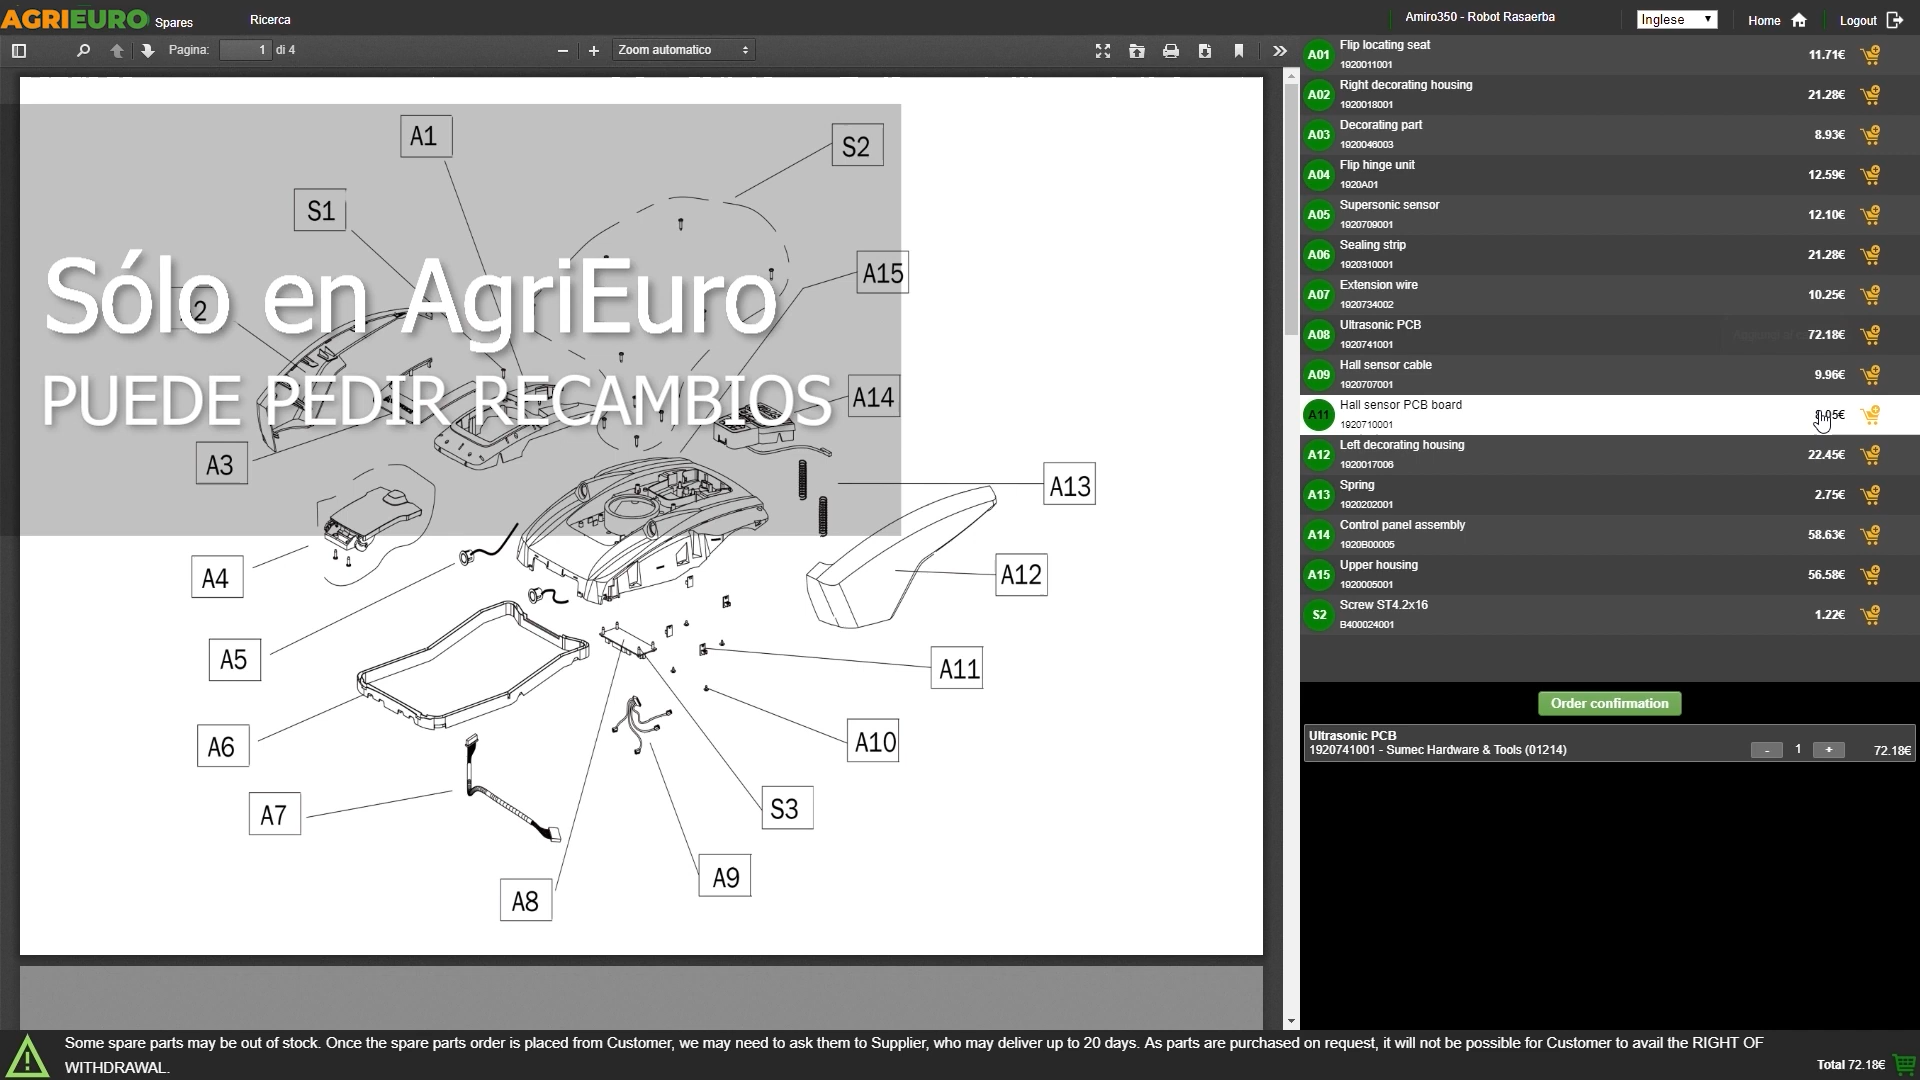 AGRIEURO Spares
Ricerca
Amiro350 - Robot Rasaerba
Inglese
Home
Logout
Pagina: 1 di 4
Zoom automatico
A1
S2
S1
A15
Sólo en AgriEuro
PUEDE PEDIR RECAMBIOS
A14
A3
A13
A4
A12
A5
A11
A6
A10
A7
S3
A9
A8
A01 Flip locating seat 11.71€
1920011001
A02 Right decorating housing 21.28€
1920018001
A03 Decorating part 8.93€
1920046003
A04 Flip hinge unit 12.59€
1920A01
A05 Supersonic sensor 12.10€
1920709001
A06 Sealing strip 21.28€
1920310001
A07 Extension wire 10.25€
1920734002
A08 Ultrasonic PCB 72.18€
1920741001
A09 Hall sensor cable 9.96€
1920707001
A11 Hall sensor PCB board
1920710001
A12 Left decorating housing 22.45€
1920017006
A13 Spring 2.75€
1920202001
A14 Control panel assembly 58.63€
1920B00005
A15 Upper housing 56.58€
1920005001
S2 Screw ST4.2x16 1.22€
B400024001
Order confirmation
Ultrasonic PCB
1920741001 - Sumec Hardware & Tools (01214) - 1 + 72.18€
Some spare parts may be out of stock. Once the spare parts order is placed from Customer, we may need to ask them to Supplier, who may deliver up to 20 days. As parts are purchased on request, it will not be possible for Customer to avail the RIGHT OF
WITHDRAWAL.
Total 72.18€